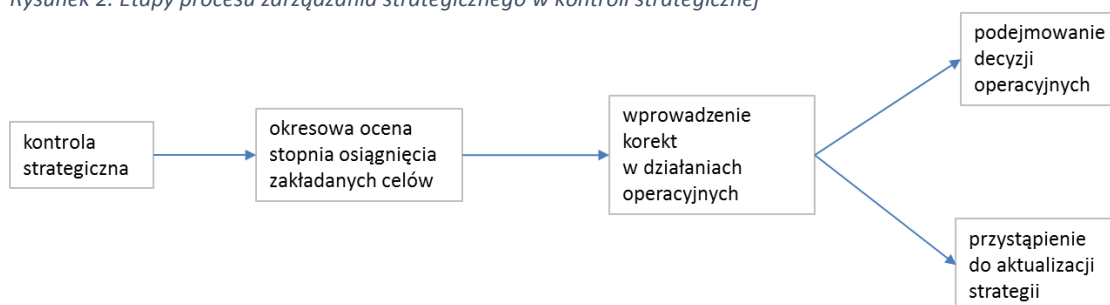 Rysunek 2. Etapy procesu zarządzania strategicznego w kontroli strategicznej
kontrola
strategiczna
okresowa ocena
stopnia osiągnięcia
zakładanych celów
wprowadzenie
korekt
w działaniach
operacyjnych
podejmowanie
decyzji
operacyjnych
przystąpienie
do aktualizacji
strategii